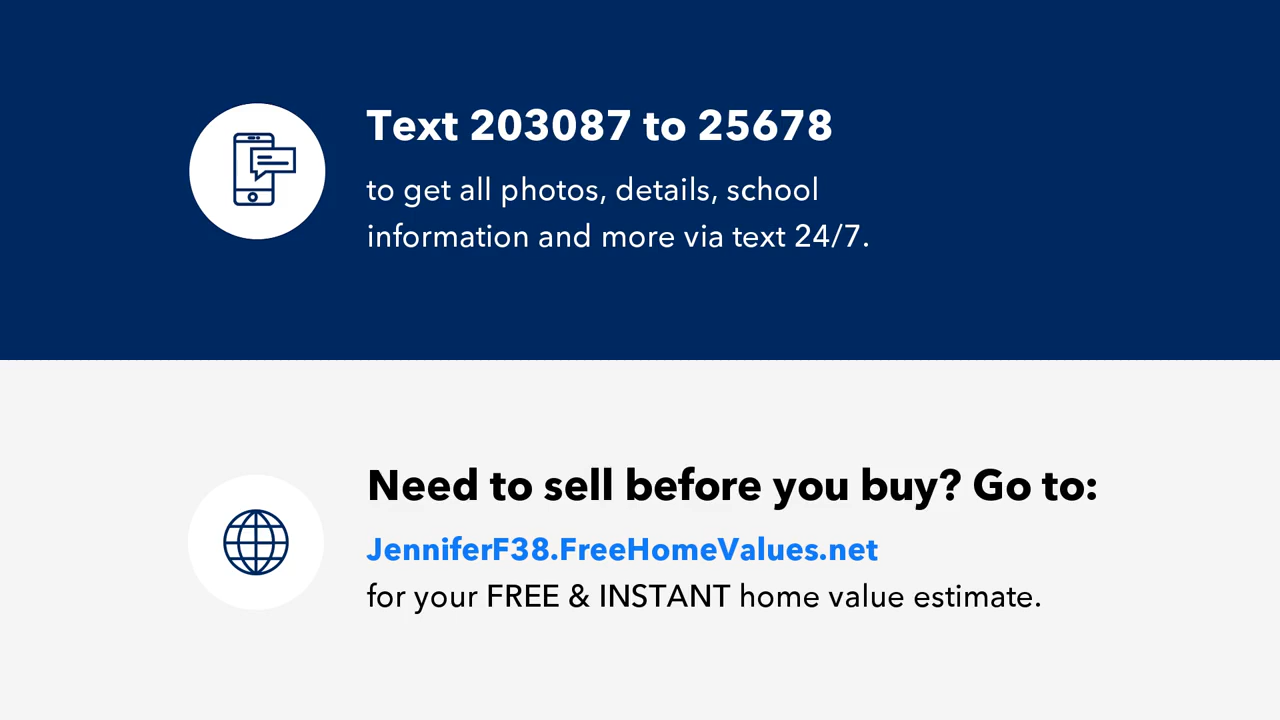 Text 203087 to 25678
to get all photos, details, school
information and more via text 24/7.
Need to sell before you buy? Go to:
JenniferF38.FreeHomeValues.net
for your FREE & INSTANT home value estimate.